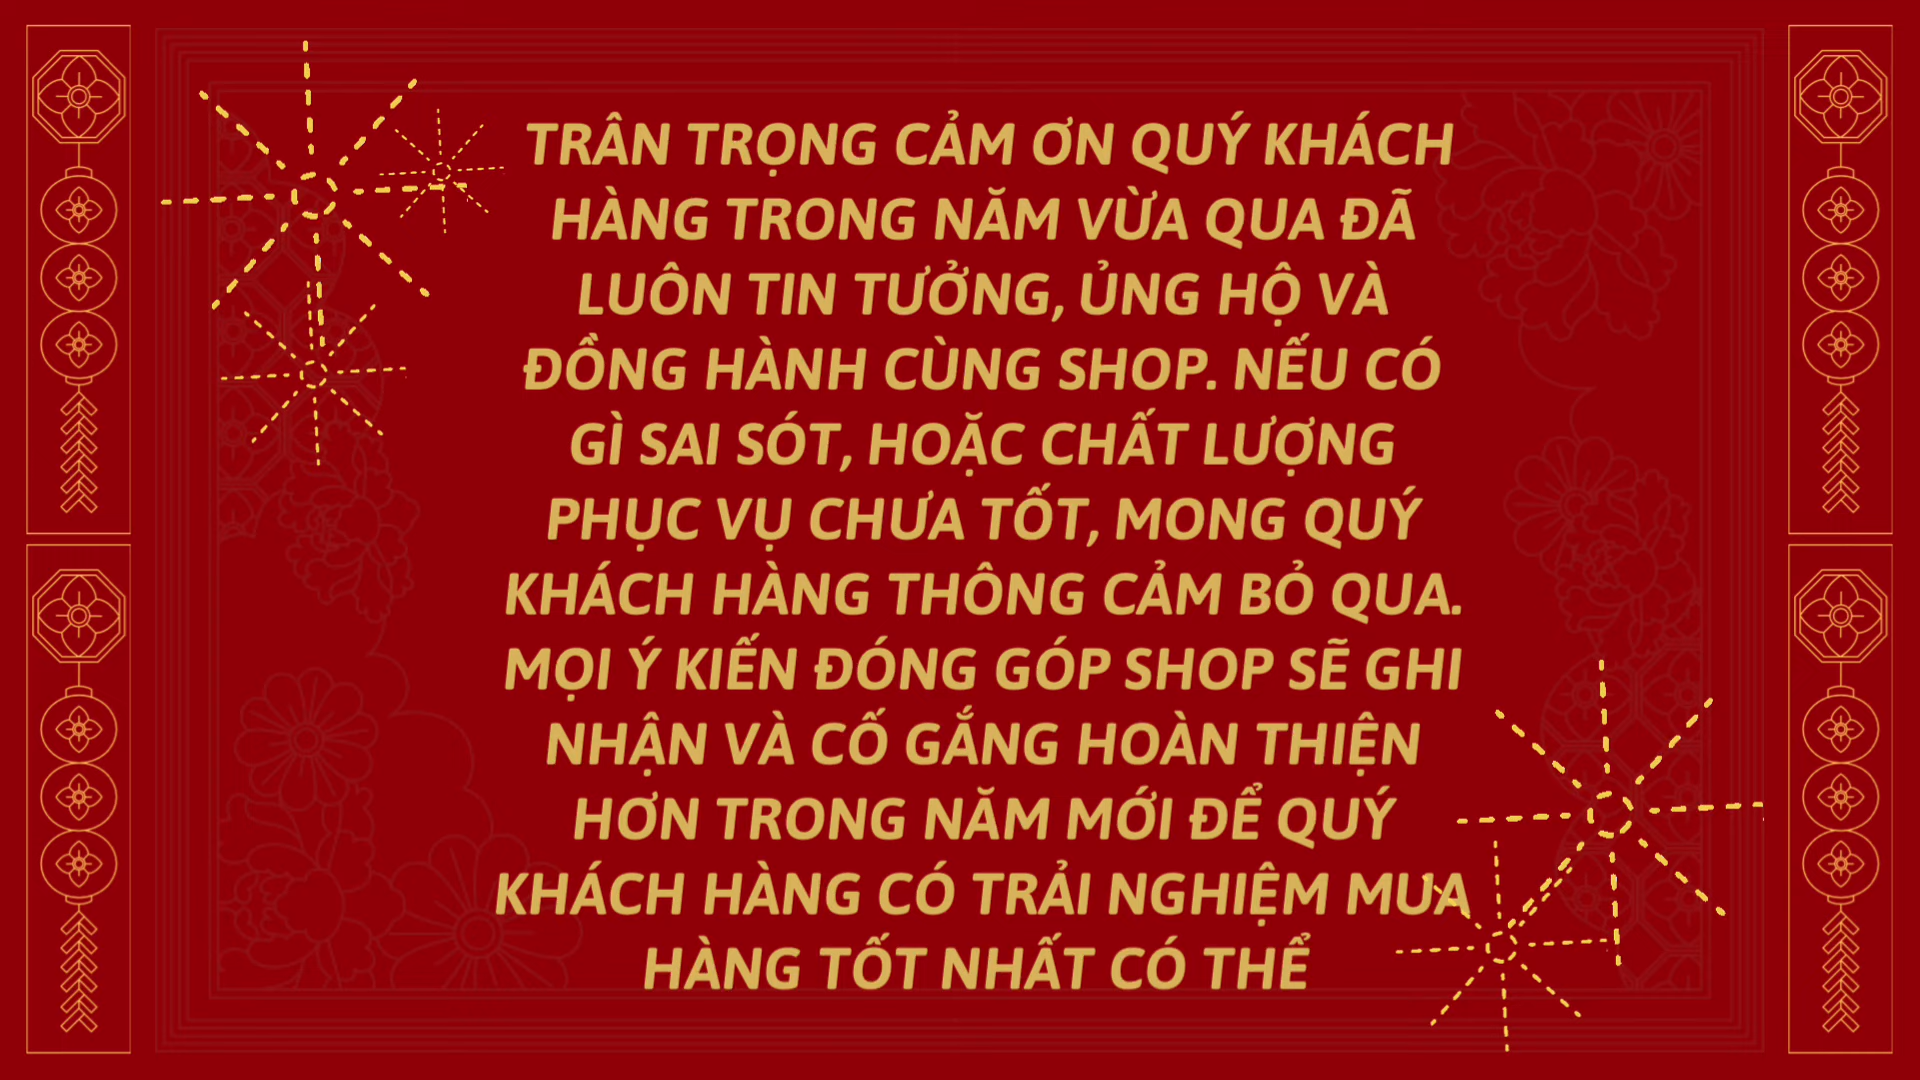 TRÂN TRỌNG CẢM ƠN QUÝ KHÁCH
HÀNG TRONG NĂM VỪA QUA ĐÃ
LUÔN TIN TƯỞNG, ỦNG HỘ VÀ
ĐỒNG HÀNH CÙNG SHOP. NẾU CÓ
GÌ SAI SÓT, HOẶC CHẤT LƯỢNG
PHỤC VỤ CHƯA TỐT, MONG QUÝ
KHÁCH HÀNG THÔNG CẢM BỎ QUA.
MỌI Ý KIẾN ĐÓNG GÓP SHOP SẼ GHI
NHẬN VÀ CỐ GẮNG HOÀN THIỆN
HƠN TRONG NĂM MỚI ĐỂ QUÝ
KHÁCH HÀNG CÓ TRẢI NGHIỆM MUA
HÀNG TỐT NHẤT CÓ THỂ